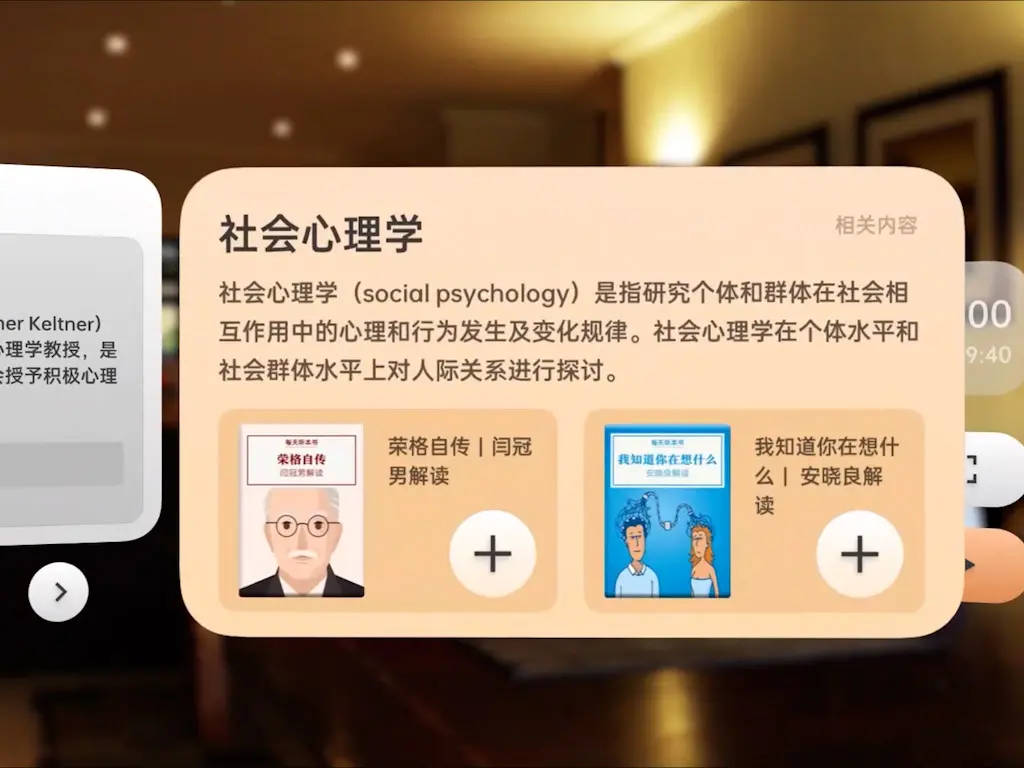 社会心理学
相关内容
社会心理学（social psychology）是指研究个体和群体在社会相
互作用中的心理和行为发生及变化规律。社会心理学在个体水平和
社会群体水平上对人际关系进行探讨。
每天听本书
荣格自传
闫冠男解读
荣格自传 | 闫冠
男解读
每天听本书
我知道你在想什么
安晓良解读
我知道你在想什
么 | 安晓良解
读
ner Keltner）
心理学教授，是
会授予积极心理
00
9:40